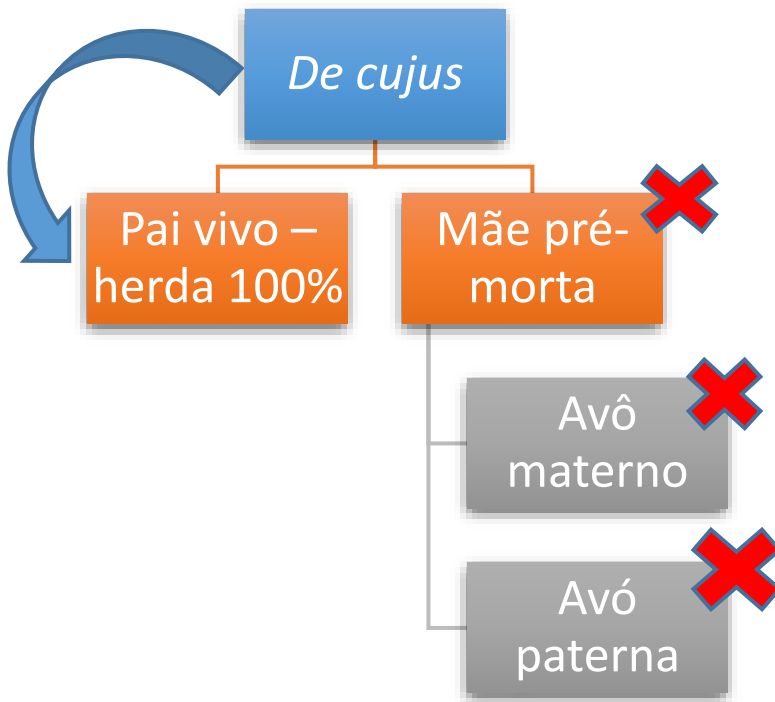 De cujus
Pai vivo –
herda 100%
Mãe pré-
morta
Avô
materno
Avó
paterna